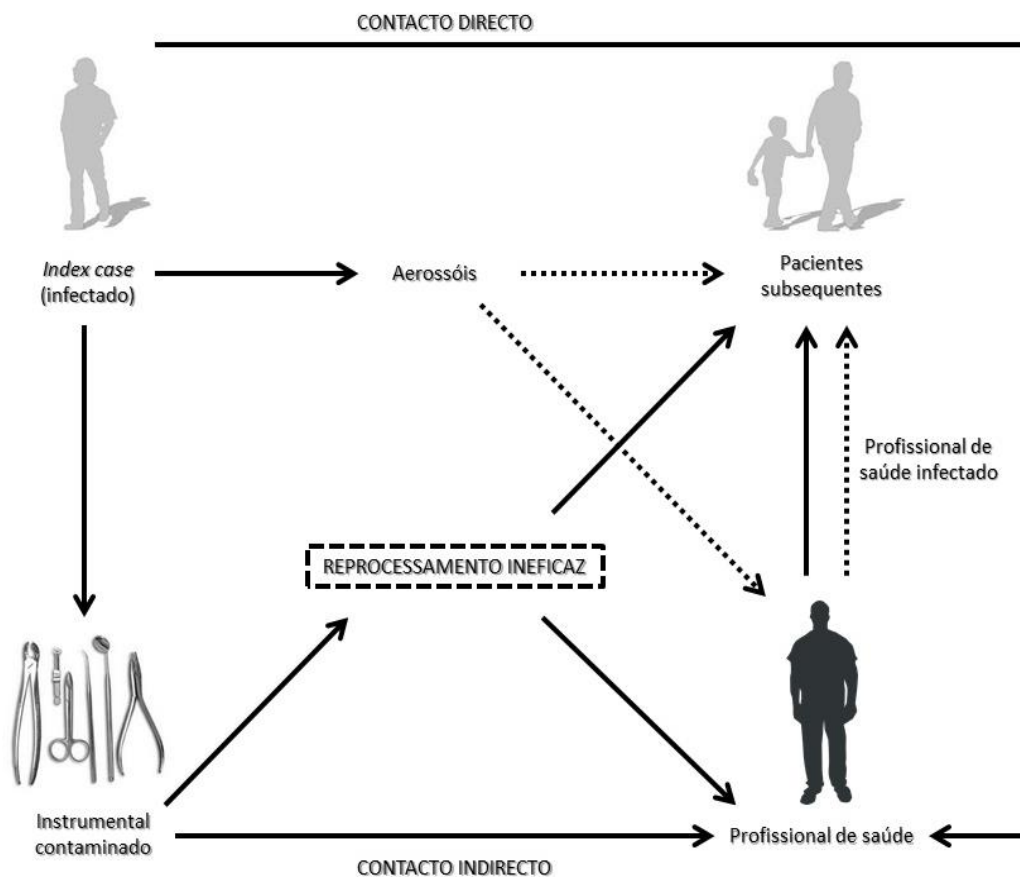 CONTACTO DIRECTO
Index case
(infectado)
Aerossóis
Pacientes
subsequentes
Profissional de
saúde infectado
REPROCESSAMENTO INEFICAZ
Instrumental
contaminado
Profissional de saúde
CONTACTO INDIRECTO